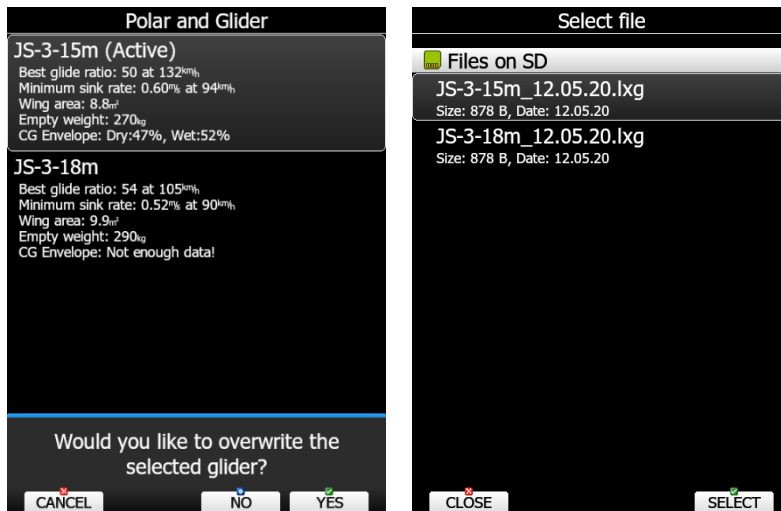 Polar and Glider
JS-3-15m (Active)
Best glide ratio: 50 at 132km/h
Minimum sink rate: 0.60m/s at 94km/h
Wing area: 8.8m²
Empty weight: 270kg
CG Envelope: Dry:47%, Wet:52%
JS-3-18m
Best glide ratio: 54 at 105km/h
Minimum sink rate: 0.52m/s at 90km/h
Wing area: 9.9m²
Empty weight: 290kg
CG Envelope: Not enough data!
Would you like to overwrite the
selected glider?
CANCEL NO YES
Select file
Files on SD
JS-3-15m_12.05.20.lxg
Size: 878 B, Date: 12.05.20
JS-3-18m_12.05.20.lxg
Size: 878 B, Date: 12.05.20
CLOSE SELECT